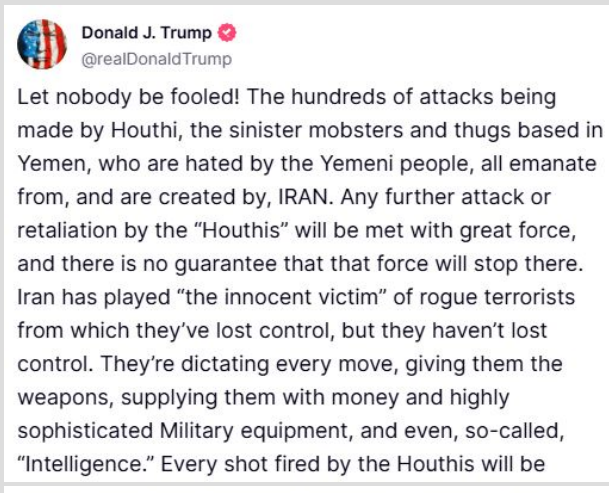 Donald J. Trump
@realDonaldTrump
Let nobody be fooled! The hundreds of attacks being
made by Houthi, the sinister mobsters and thugs based in
Yemen, who are hated by the Yemeni people, all emanate
from, and are created by, IRAN. Any further attack or
retaliation by the “Houthis” will be met with great force,
and there is no guarantee that that force will stop there.
Iran has played “the innocent victim” of rogue terrorists
from which they’ve lost control, but they haven’t lost
control. They’re dictating every move, giving them the
weapons, supplying them with money and highly
sophisticated Military equipment, and even, so-called,
“Intelligence.” Every shot fired by the Houthis will be